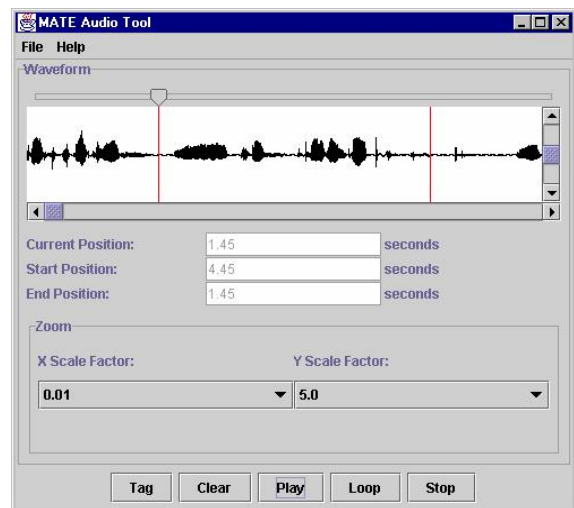 MATE Audio Tool
File Help
Waveform
Current Position: 1.45 seconds
Start Position: 4.45 seconds
End Position: 1.45 seconds
Zoom
X Scale Factor: Y Scale Factor:
0.01 5.0
Tag Clear Play Loop Stop